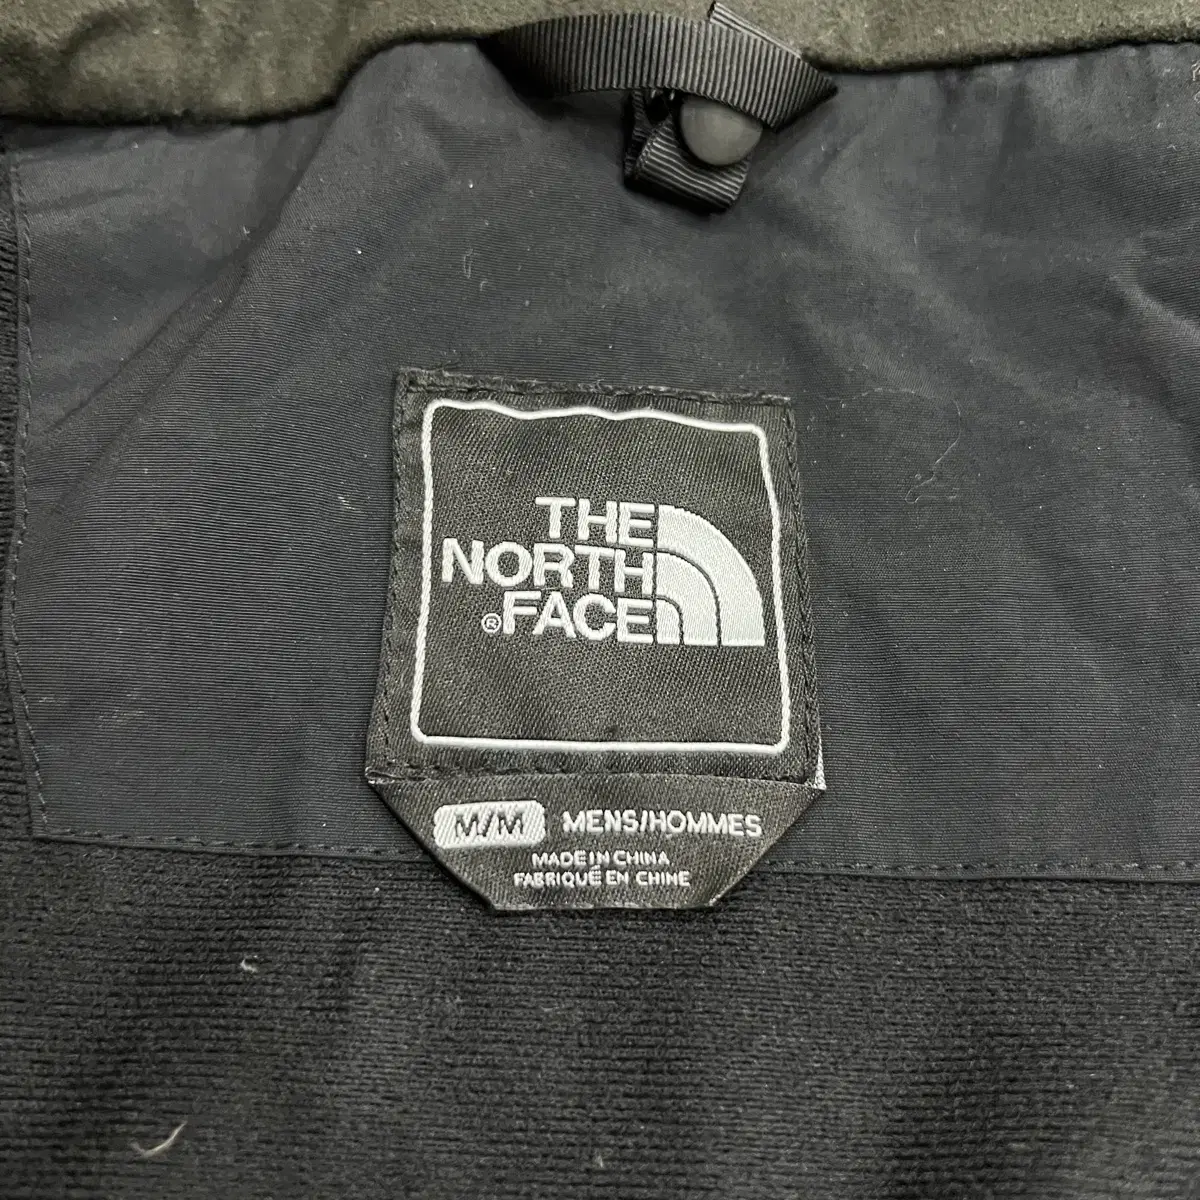 THE
NORTH
®FACE
M/M MENS/HOMMES
MADE IN CHINA
FABRIQUÉ EN CHINE